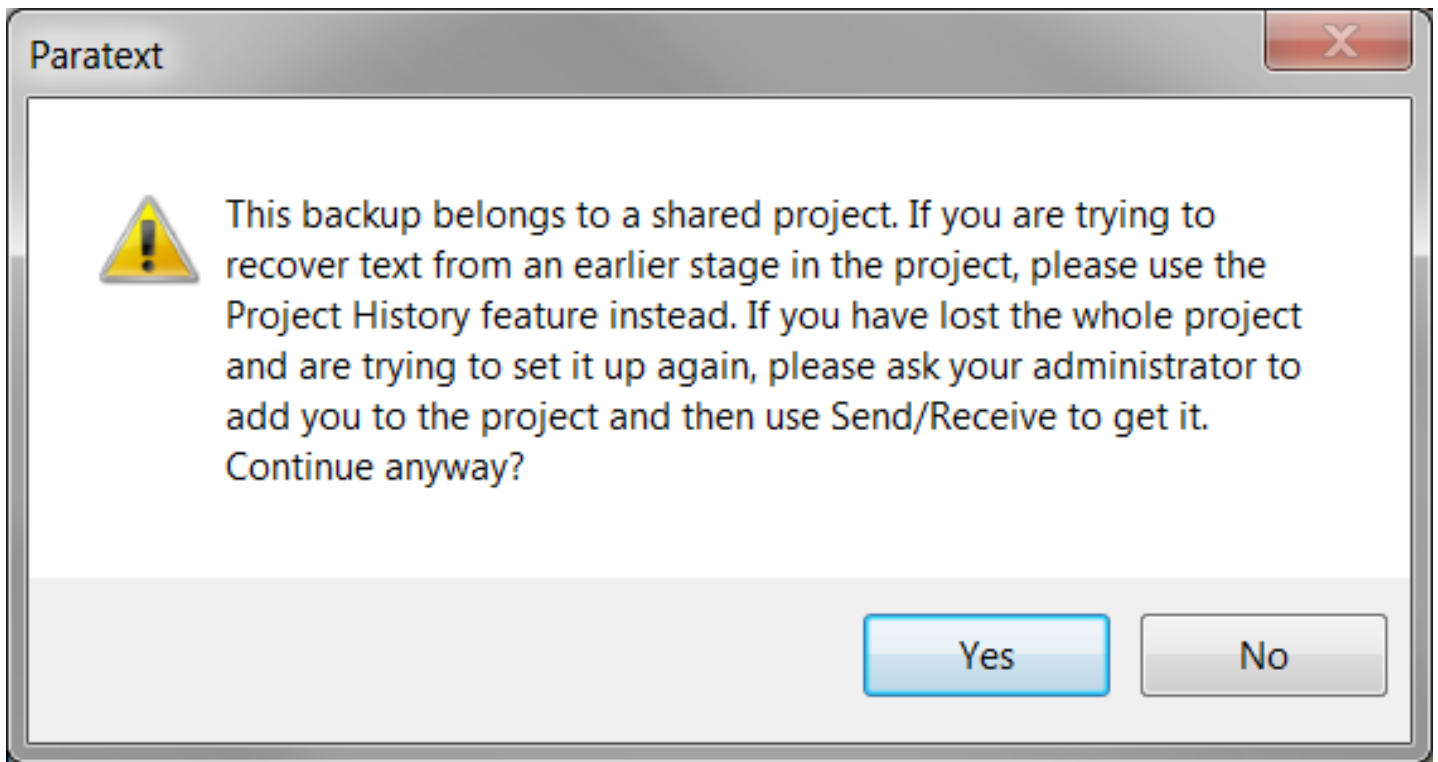 Paratext
This backup belongs to a shared project. If you are trying to
recover text from an earlier stage in the project, please use the
Project History feature instead. If you have lost the whole project
and are trying to set it up again, please ask your administrator to
add you to the project and then use Send/Receive to get it.
Continue anyway?
Yes No